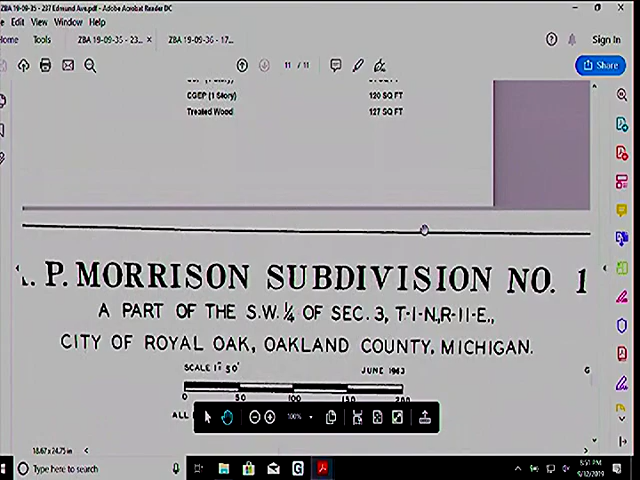 ZBA 19-09-35 - 237 Edmund Ave.pdf - Adobe Acrobat Reader DC
Edit View Window Help
Home Tools ZBA 19-09-35 - 23... × ZBA 19-09-36 - 17...
Sign In
11 / 11
Share
CGEP (1 Story) 120 SQ FT
Treated Wood 127 SQ FT
. P. MORRISON SUBDIVISION NO. 1
A PART OF THE S.W. ¼ OF SEC. 3, T-1-N, R-11-E.,
CITY OF ROYAL OAK, OAKLAND COUNTY, MICHIGAN.
SCALE 1" 50' JUNE 1943 G
0 50 100 150 200
ALL
100%
18.67 x 24.75 in
Type here to search
8:51 PM
9/12/2019